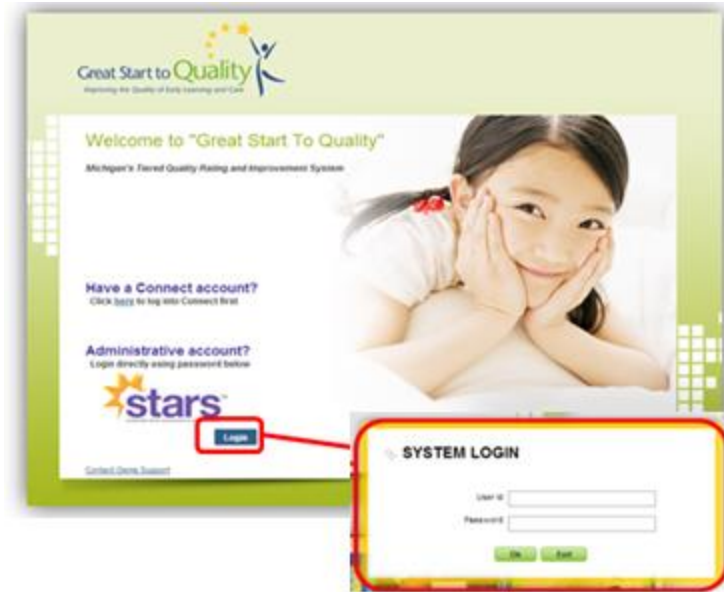 Great Start to Quality
Improving the Quality of Early Learning and Care
Welcome to "Great Start To Quality"
Michigan's Tiered Quality Rating and Improvement System
Have a Connect account?
Click here to log into Connect first
Administrative account?
Login directly using password below
stars
Login
Contact Demo Support
SYSTEM LOGIN
User Id
Password
Ok Exit